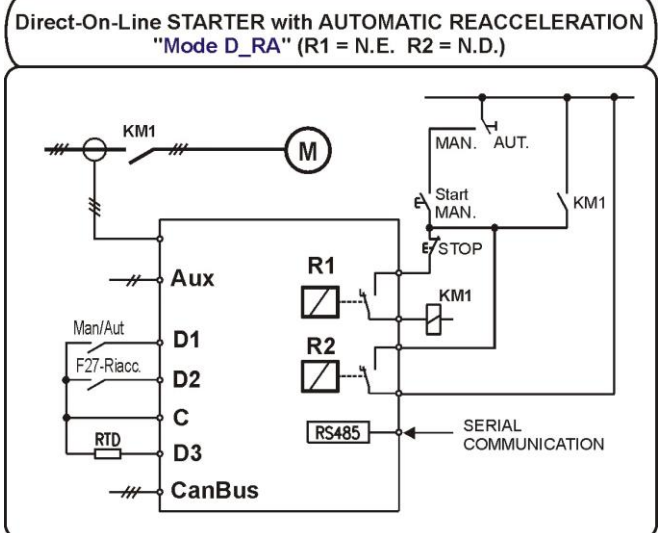 Direct-On-Line STARTER with AUTOMATIC REACCELERATION
"Mode D_RA" (R1 = N.E. R2 = N.D.)
KM1
M
MAN.
AUT.
Start
MAN.
KM1
STOP
R1
Aux
KM1
Man/Aut
D1
R2
F27-Riacc.
D2
C
RS485
SERIAL
COMMUNICATION
RTD
D3
CanBus